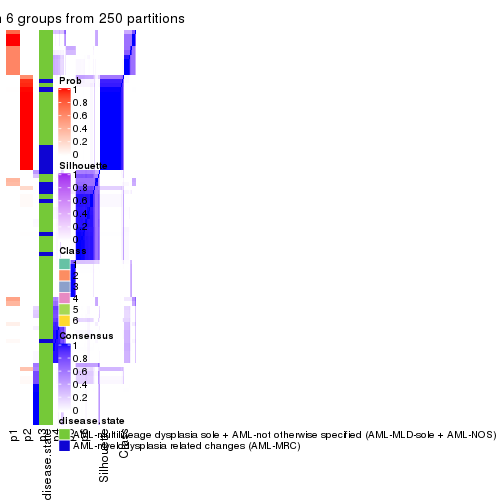 6 groups from 250 partitions
Prob
1
0.8
0.6
0.4
0.2
0
Silhouette
1
0.8
0.6
0.4
0.2
0
Class
2
3
4
5
6
Consensus
1
0.8
0.6
0.4
0.2
0
disease.state
AML-multilineage dysplasia sole + AML-not otherwise specified (AML-MLD-sole + AML-NOS)
AML-myelodysplasia related changes (AML-MRC)
p1
p2
p3
disease.state
p4
Silhouette
Class